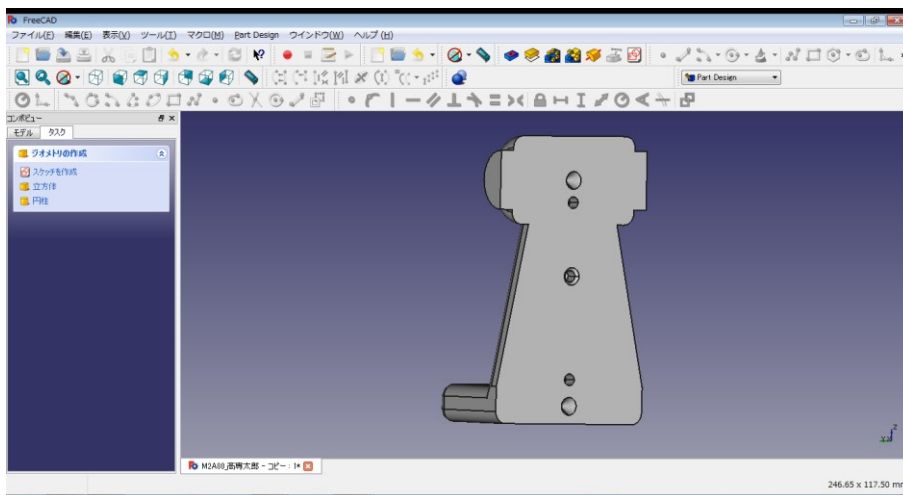 FreeCAD
ファイル(F) 編集(E) 表示(V) ツール(T) マクロ(M) Part Design ウインドウ(W) ヘルプ(H)
Part Design
コンボビュー
モデル タスク
ジオメトリの作成
スケッチを作成
立方体
円柱
z
M2A00_高専太郎 - コピー : 1*
246.65 x 117.50 mm